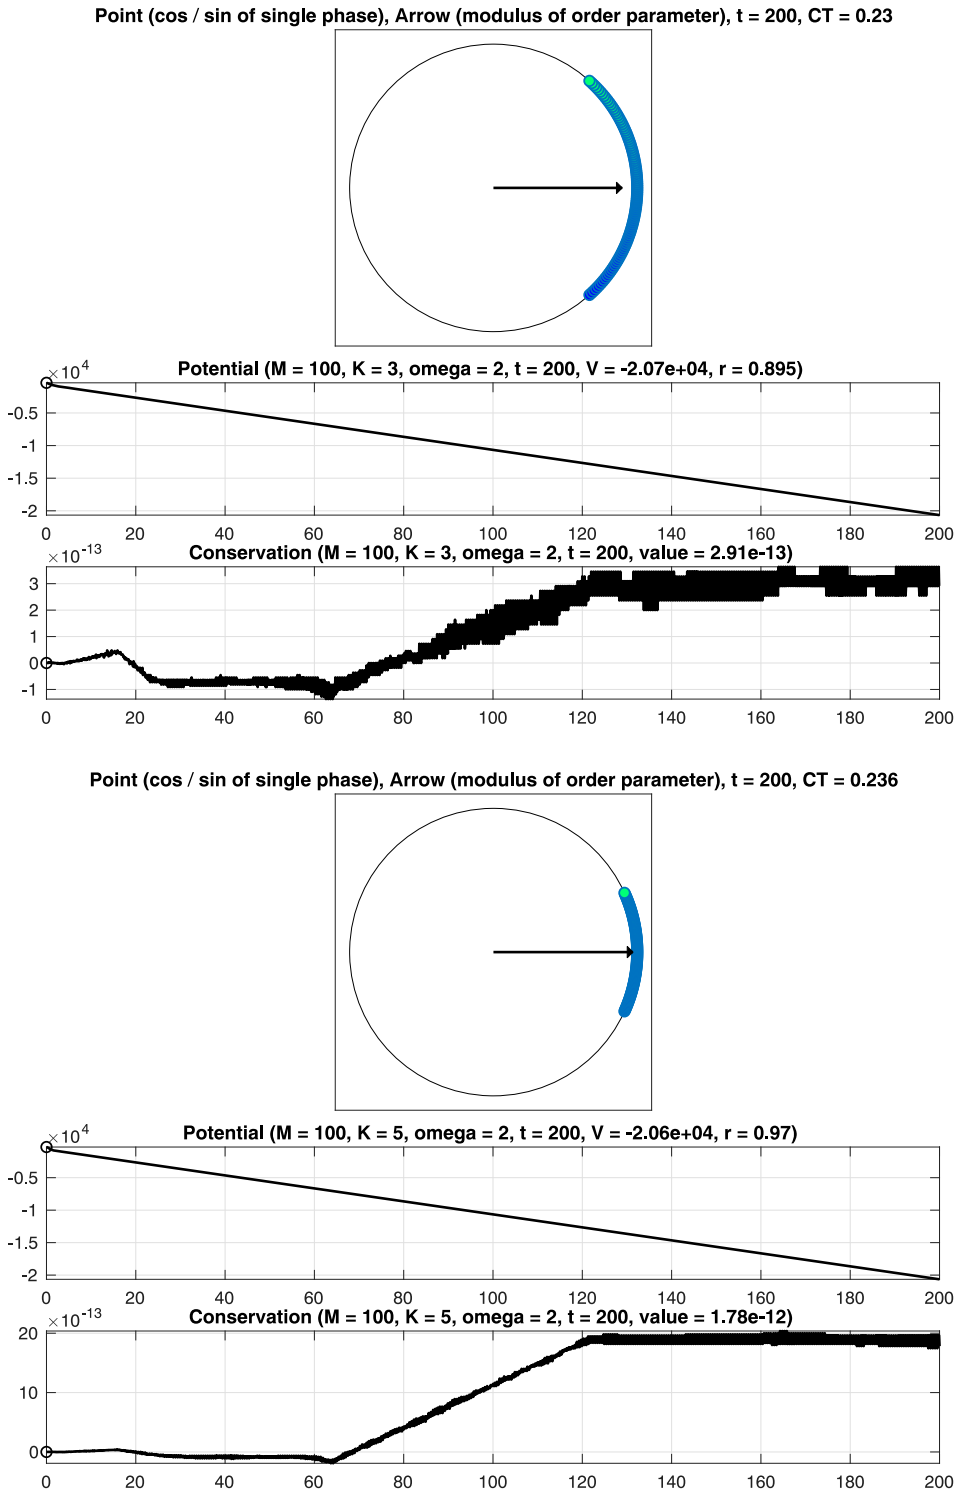 Point (cos / sin of single phase), Arrow (modulus of order parameter), t = 200, CT = 0.23
×10^4
Potential (M = 100, K = 3, omega = 2, t = 200, V = -2.07e+04, r = 0.895)
-0.5
-1
-1.5
-2
0 20 40 60 80 100 120 140 160 180 200
×10^-13
Conservation (M = 100, K = 3, omega = 2, t = 200, value = 2.91e-13)
3
2
1
0
-1
0 20 40 60 80 100 120 140 160 180 200
Point (cos / sin of single phase), Arrow (modulus of order parameter), t = 200, CT = 0.236
×10^4
Potential (M = 100, K = 5, omega = 2, t = 200, V = -2.06e+04, r = 0.97)
-0.5
-1
-1.5
-2
0 20 40 60 80 100 120 140 160 180 200
×10^-13
Conservation (M = 100, K = 5, omega = 2, t = 200, value = 1.78e-12)
20
10
0
0 20 40 60 80 100 120 140 160 180 200